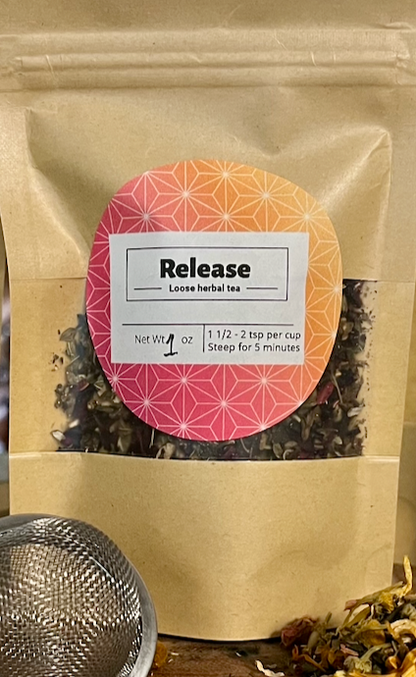 Release
Loose herbal tea
Net Wt. 1 oz
1 1/2 - 2 tsp per cup
Steep for 5 minutes